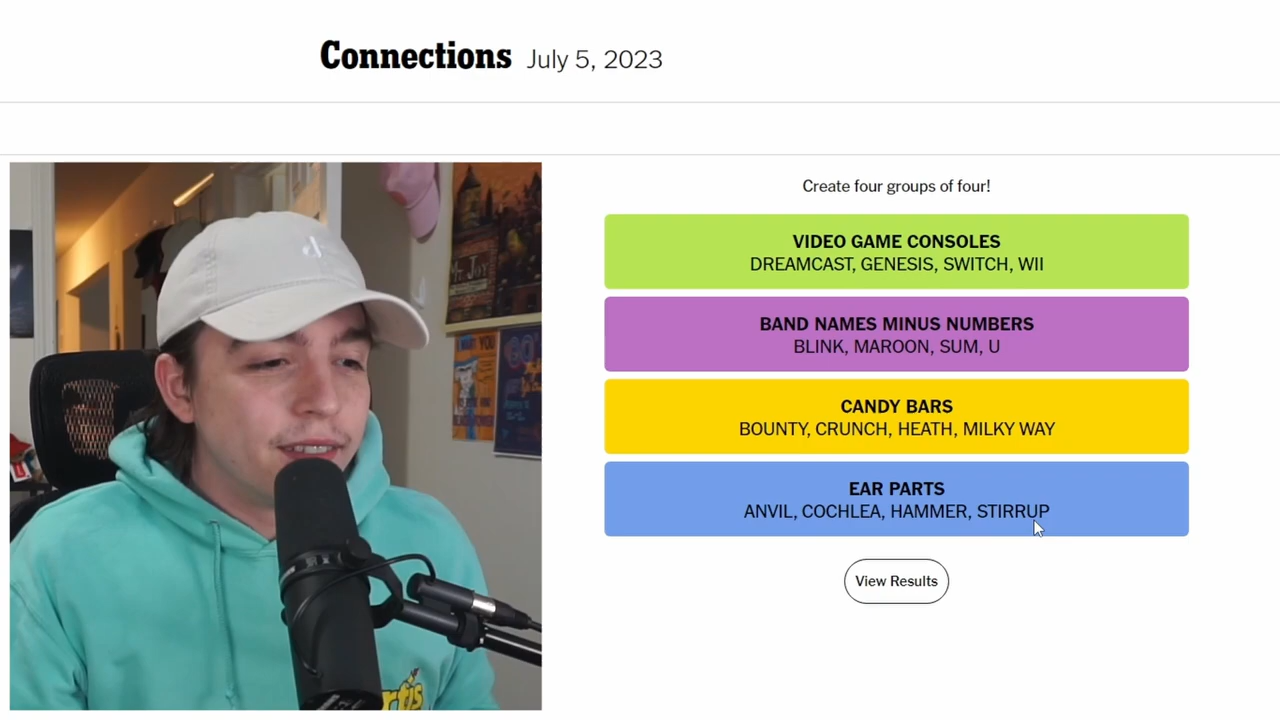 Connections July 5, 2023
Create four groups of four!
VIDEO GAME CONSOLES
DREAMCAST, GENESIS, SWITCH, WII
BAND NAMES MINUS NUMBERS
BLINK, MAROON, SUM, U
CANDY BARS
BOUNTY, CRUNCH, HEATH, MILKY WAY
EAR PARTS
ANVIL, COCHLEA, HAMMER, STIRRUP
View Results